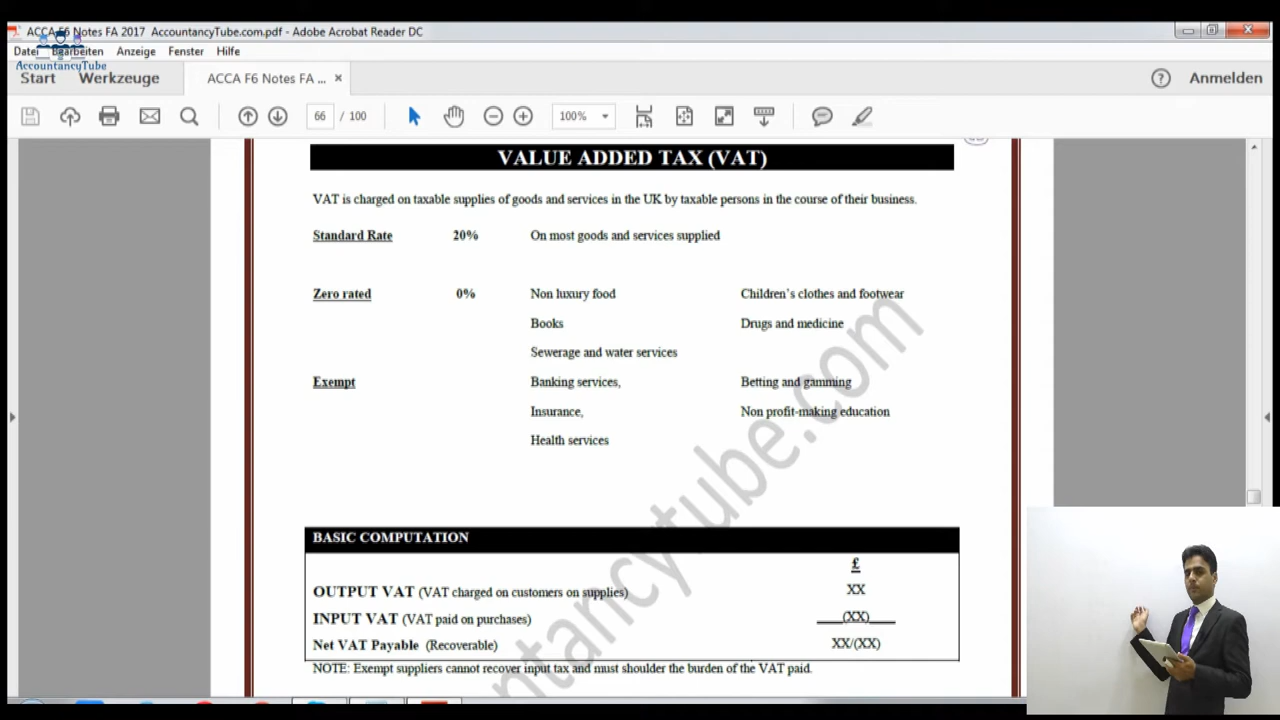 ACCA F6 Notes FA 2017 AccountancyTube.com.pdf - Adobe Acrobat Reader DC
Datei Bearbeiten Anzeige Fenster Hilfe
AccountancyTube
Start Werkzeuge ACCA F6 Notes FA ... × ? Anmelden
66 / 100 100%
VALUE ADDED TAX (VAT)
VAT is charged on taxable supplies of goods and services in the UK by taxable persons in the course of their business.
Standard Rate 20% On most goods and services supplied
Zero rated 0% Non luxury food Children's clothes and footwear
Books Drugs and medicine
Sewerage and water services
Exempt Banking services, Betting and gamming
Insurance, Non profit-making education
Health services
BASIC COMPUTATION
£
OUTPUT VAT (VAT charged on customers on supplies) XX
INPUT VAT (VAT paid on purchases) (XX)
Net VAT Payable (Recoverable) XX/(XX)
NOTE: Exempt suppliers cannot recover input tax and must shoulder the burden of the VAT paid.
ntancytube.com